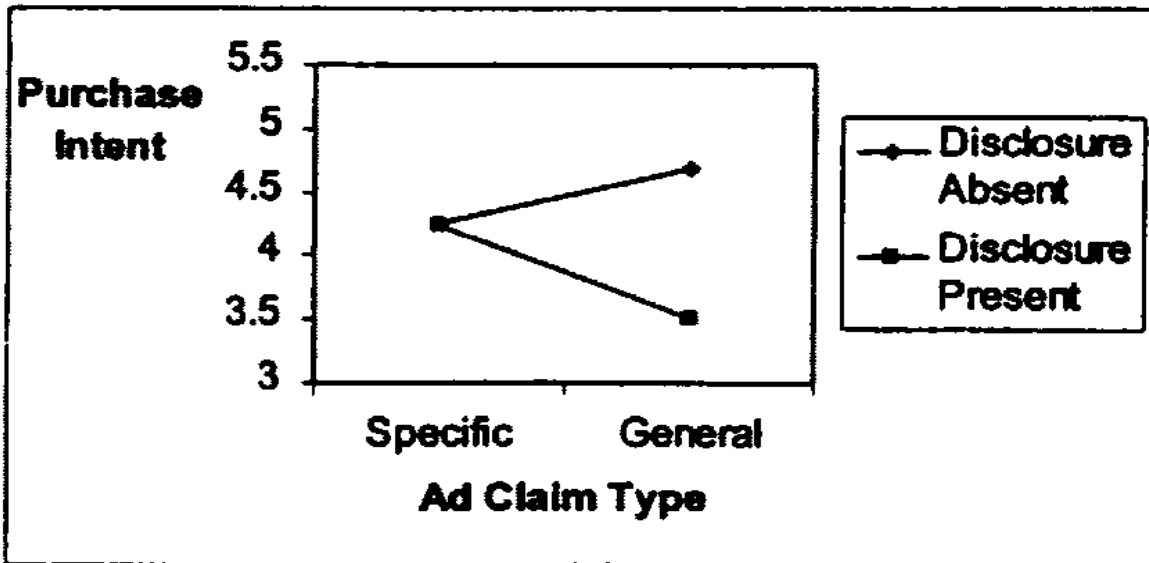 Purchase
Intent
5.5
5
4.5
4
3.5
3
Specific General
Ad Claim Type
Disclosure
Absent
Disclosure
Present